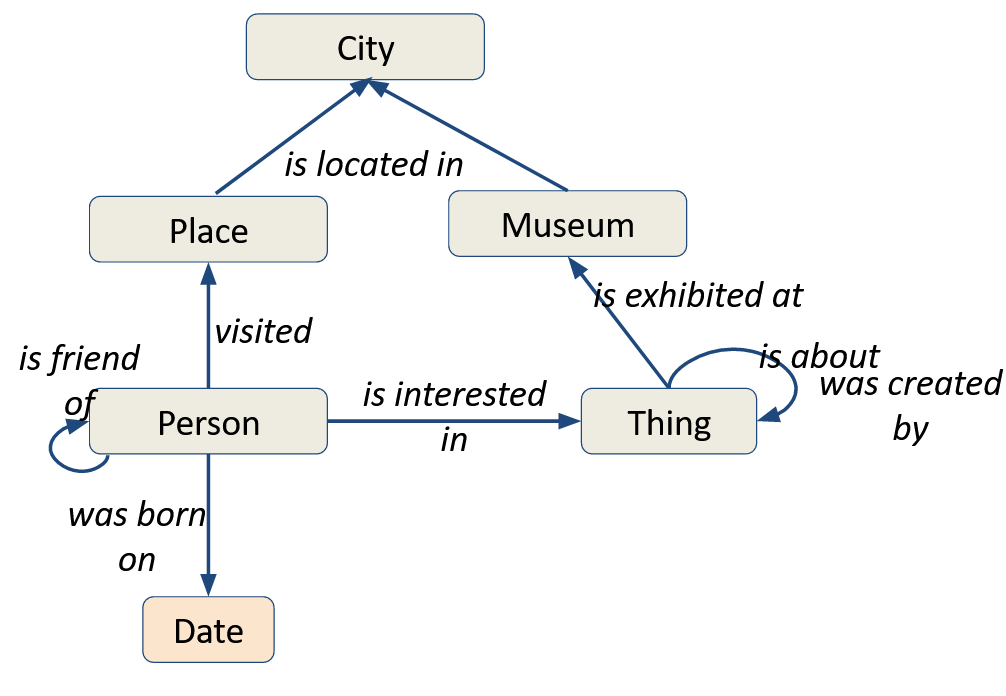 City
is located in
Place
Museum
is exhibited at
visited
is friend
of
is about
was created
by
is interested
in
Person
Thing
was born
on
Date